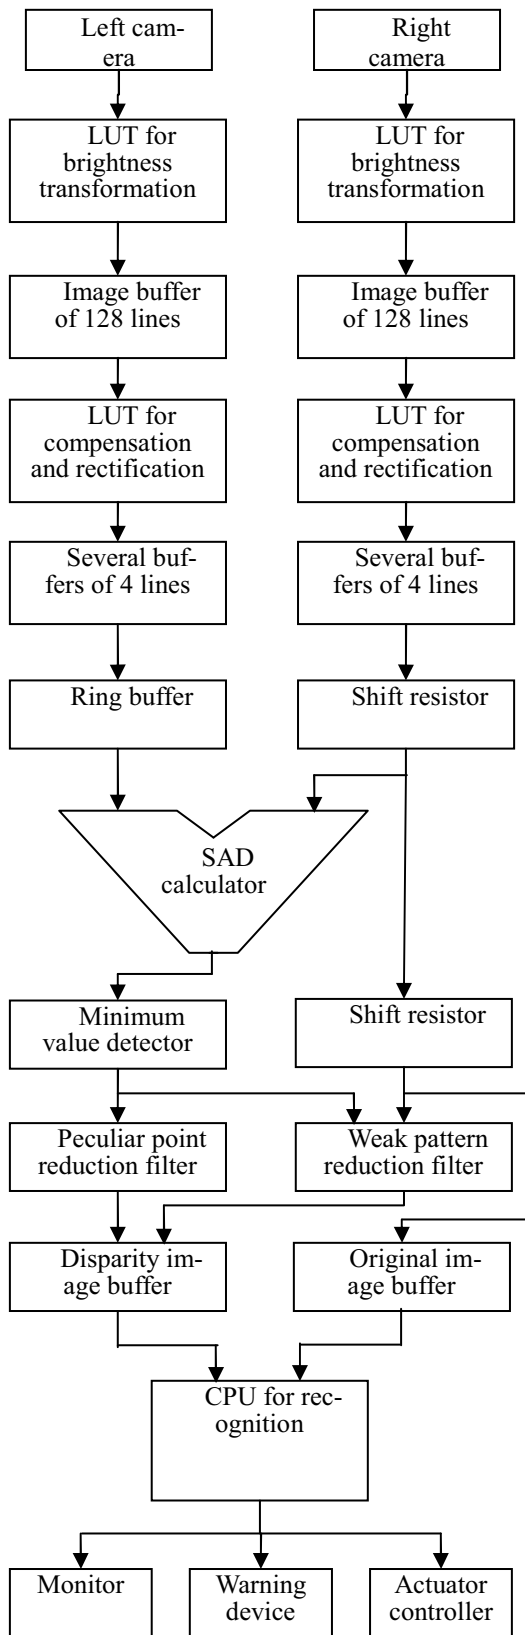 Left cam-
era
Right
camera
LUT for
brightness
transformation
LUT for
brightness
transformation
Image buffer
of 128 lines
Image buffer
of 128 lines
LUT for
compensation
and rectification
LUT for
compensation
and rectification
Several buf-
fers of 4 lines
Several buf-
fers of 4 lines
Ring buffer
Shift resistor
SAD
calculator
Minimum
value detector
Shift resistor
Peculiar point
reduction filter
Weak pattern
reduction filter
Disparity im-
age buffer
Original im-
age buffer
CPU for rec-
ognition
Monitor
Warning
device
Actuator
controller